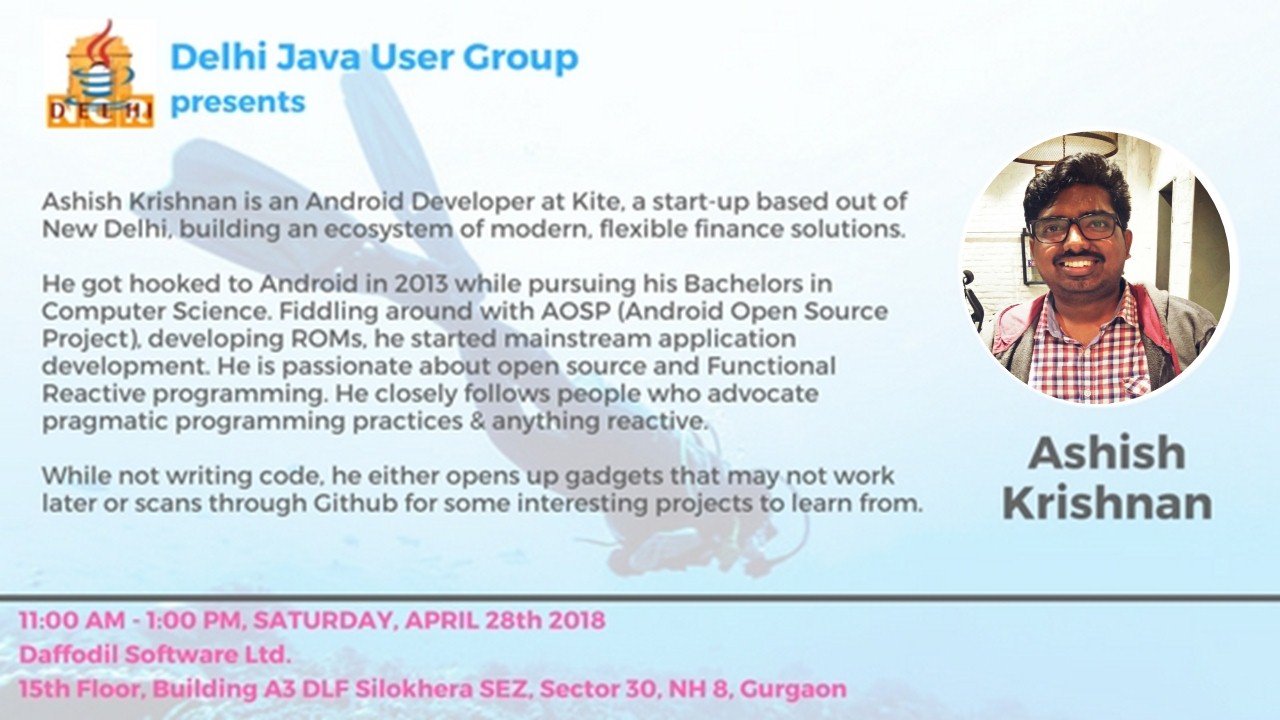 DELHI
NCR
Delhi Java User Group
presents
Ashish Krishnan is an Android Developer at Kite, a start-up based out of
New Delhi, building an ecosystem of modern, flexible finance solutions.
He got hooked to Android in 2013 while pursuing his Bachelors in
Computer Science. Fiddling around with AOSP (Android Open Source
Project), developing ROMs, he started mainstream application
development. He is passionate about open source and Functional
Reactive programming. He closely follows people who advocate
pragmatic programming practices & anything reactive.
While not writing code, he either opens up gadgets that may not work
later or scans through Github for some interesting projects to learn from.
Ashish
Krishnan
11:00 AM - 1:00 PM, SATURDAY, APRIL 28th 2018
Daffodil Software Ltd.
15th Floor, Building A3 DLF Silokhera SEZ, Sector 30, NH 8, Gurgaon